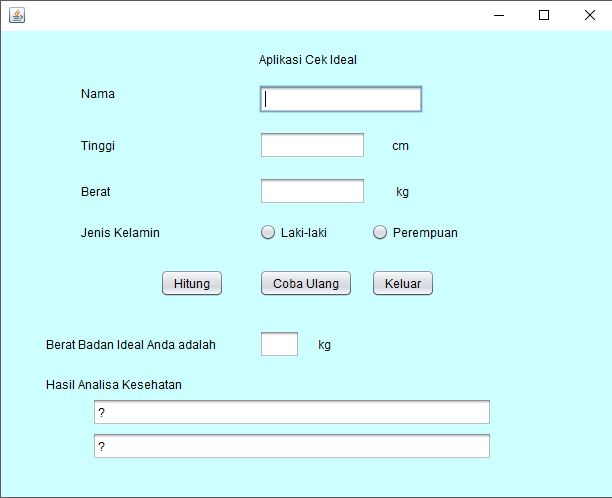 Aplikasi Cek Ideal
Nama
Tinggi cm
Berat kg
Jenis Kelamin Laki-laki Perempuan
Hitung Coba Ulang Keluar
Berat Badan Ideal Anda adalah kg
Hasil Analisa Kesehatan
?
?